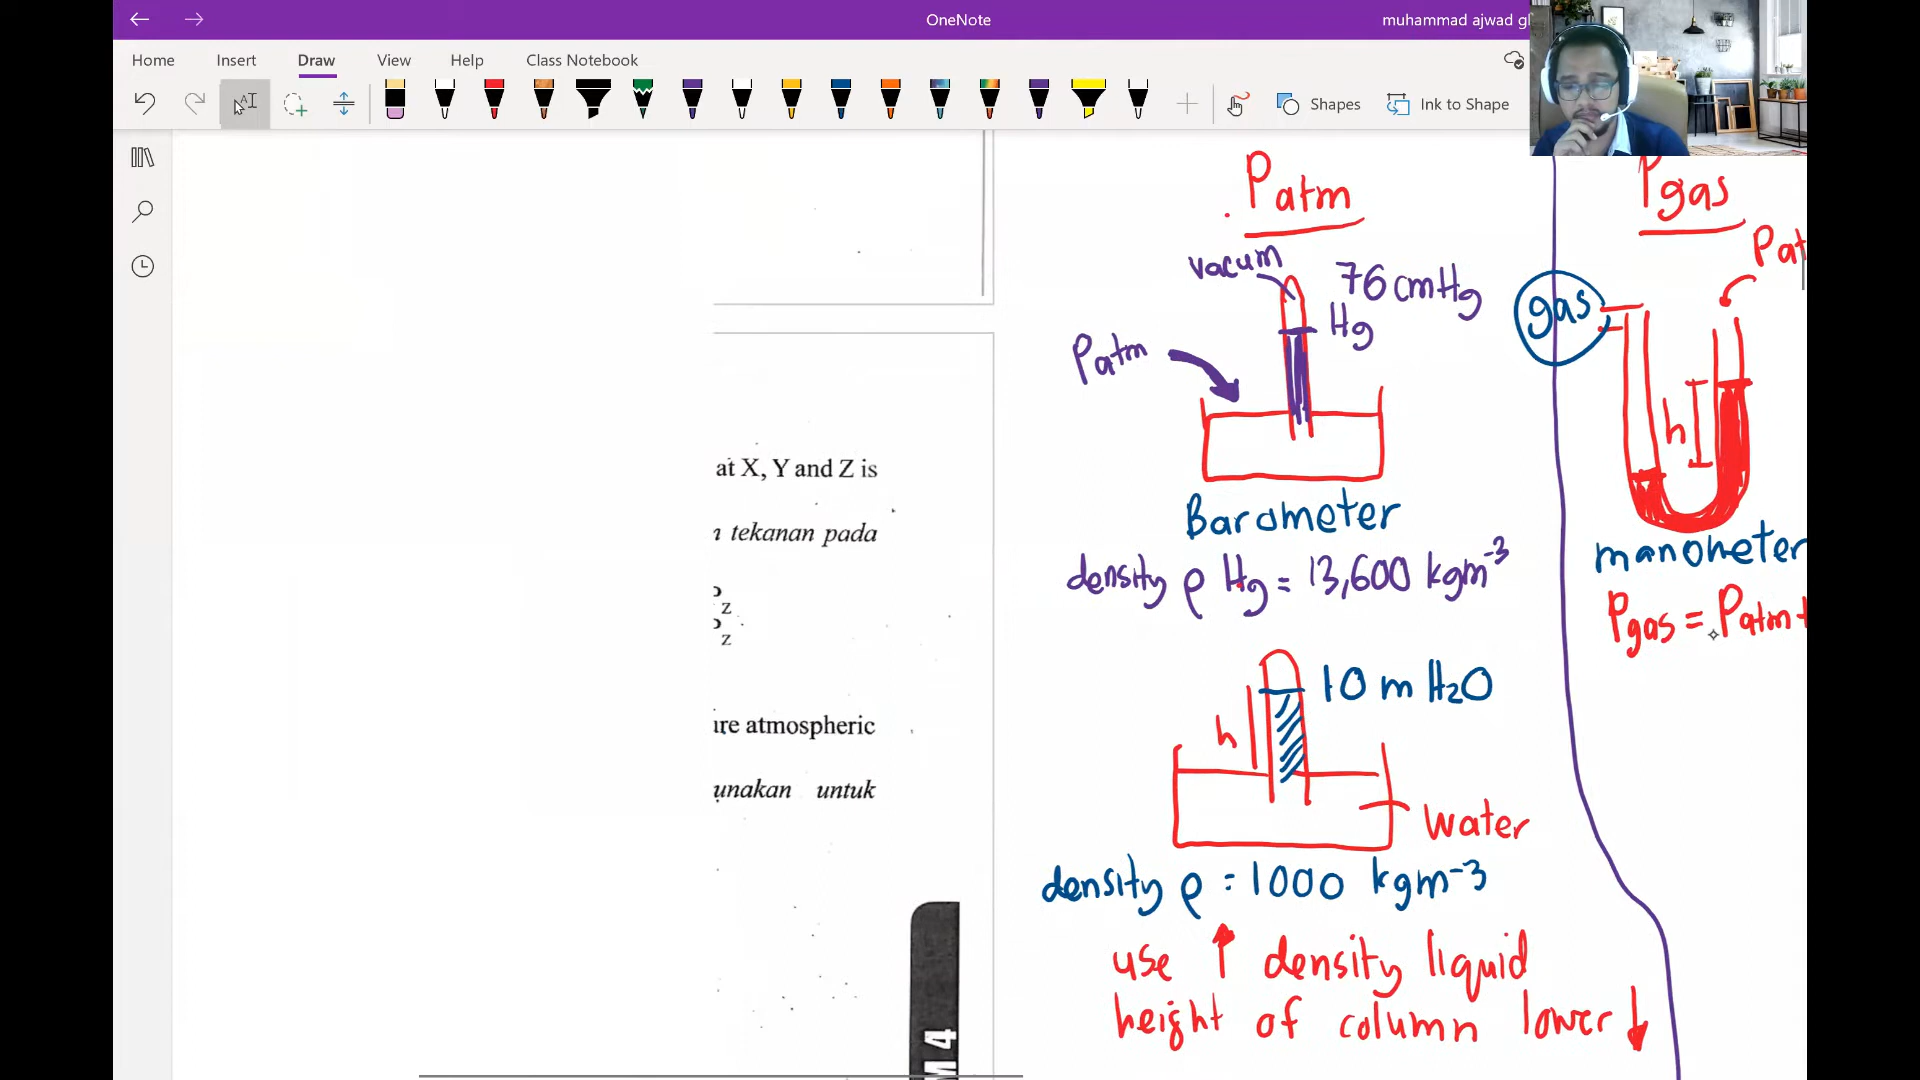 OneNote
muhammad ajwad gh
Home Insert Draw View Help Class Notebook
Shapes
Ink to Shape
at X, Y and Z is
tekanan pada
z
z
ure atmospheric
unakan untuk
M 4
Patm
vacum
76 cmHg
Hg
Patm
Barometer
density ρ Hg = 13,600 kgm⁻³
10 m H2O
h
water
density ρ = 1000 kgm⁻³
use ↑ density liquid
height of column lower ↓
Pgas
Pat
gas
h
manometer
Pgas = Patm +